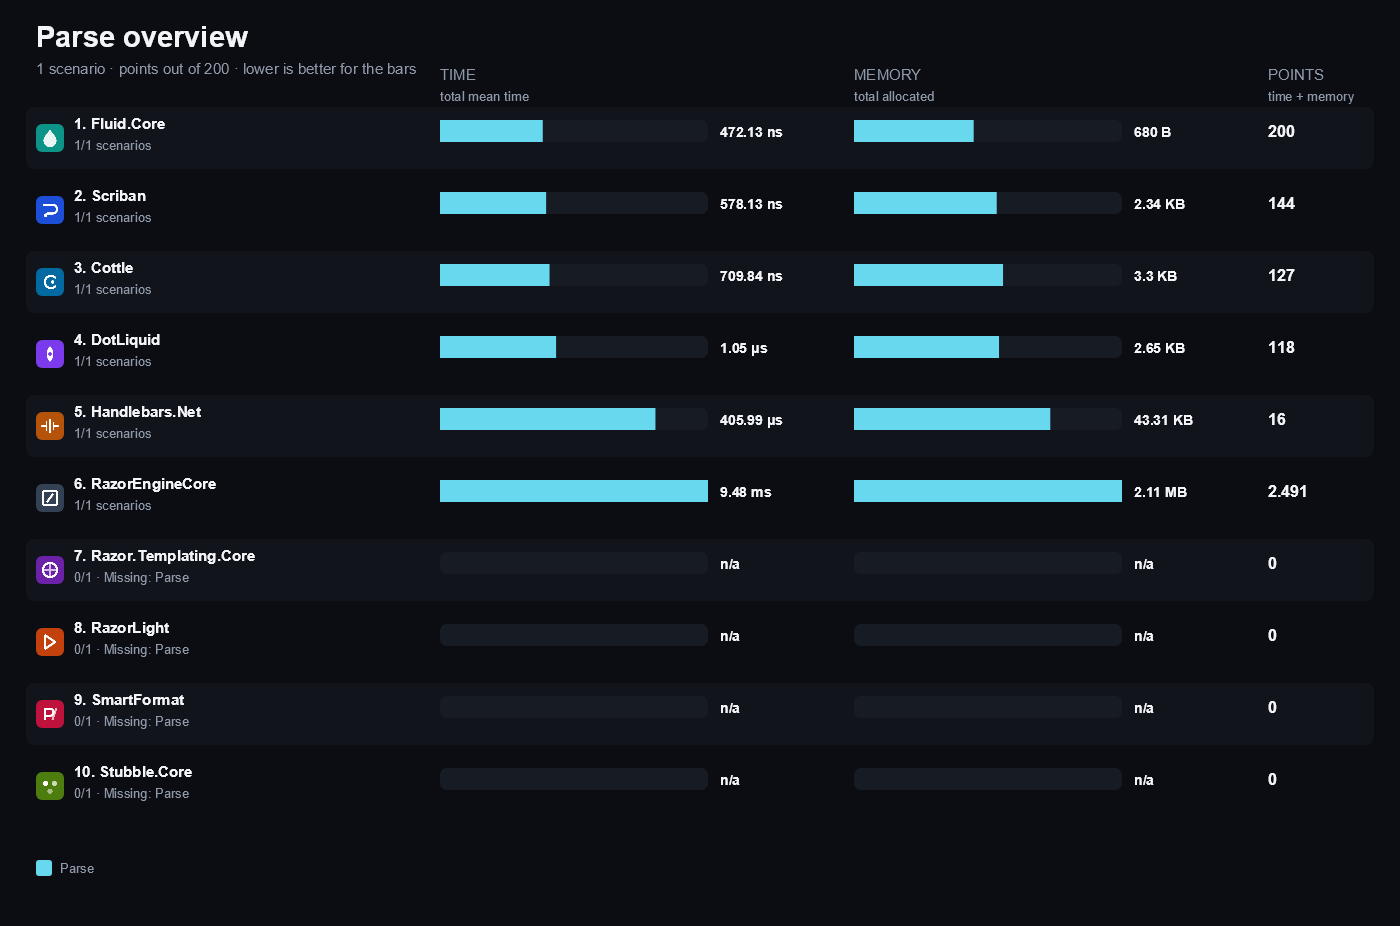 Parse overview
1 scenario · points out of 200 · lower is better for the bars
TIME
total mean time
MEMORY
total allocated
POINTS
time + memory
1. Fluid.Core
1/1 scenarios
472.13 ns
680 B
200
2. Scriban
1/1 scenarios
578.13 ns
2.34 KB
144
3. Cottle
1/1 scenarios
709.84 ns
3.3 KB
127
4. DotLiquid
1/1 scenarios
1.05 µs
2.65 KB
118
5. Handlebars.Net
1/1 scenarios
405.99 µs
43.31 KB
16
6. RazorEngineCore
1/1 scenarios
9.48 ms
2.11 MB
2.491
7. Razor.Templating.Core
0/1 · Missing: Parse
n/a
n/a
0
8. RazorLight
0/1 · Missing: Parse
n/a
n/a
0
9. SmartFormat
0/1 · Missing: Parse
n/a
n/a
0
10. Stubble.Core
0/1 · Missing: Parse
n/a
n/a
0
Parse